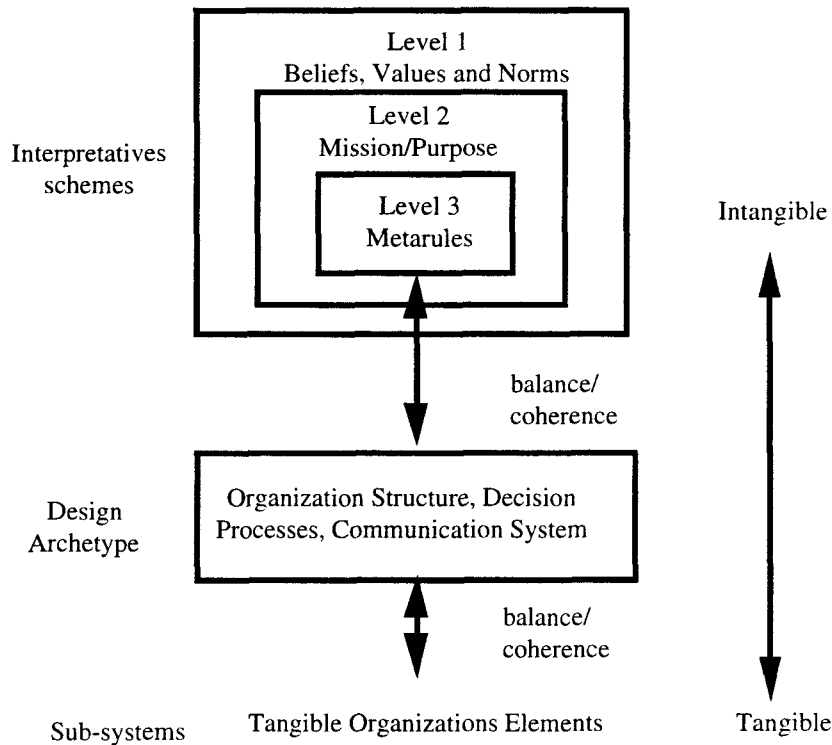 Level 1
Beliefs, Values and Norms
Level 2
Mission/Purpose
Interpretatives
schemes
Level 3
Metarules
Intangible
balance/
coherence
Design
Archetype
Organization Structure, Decision
Processes, Communication System
balance/
coherence
Sub-systems
Tangible Organizations Elements
Tangible